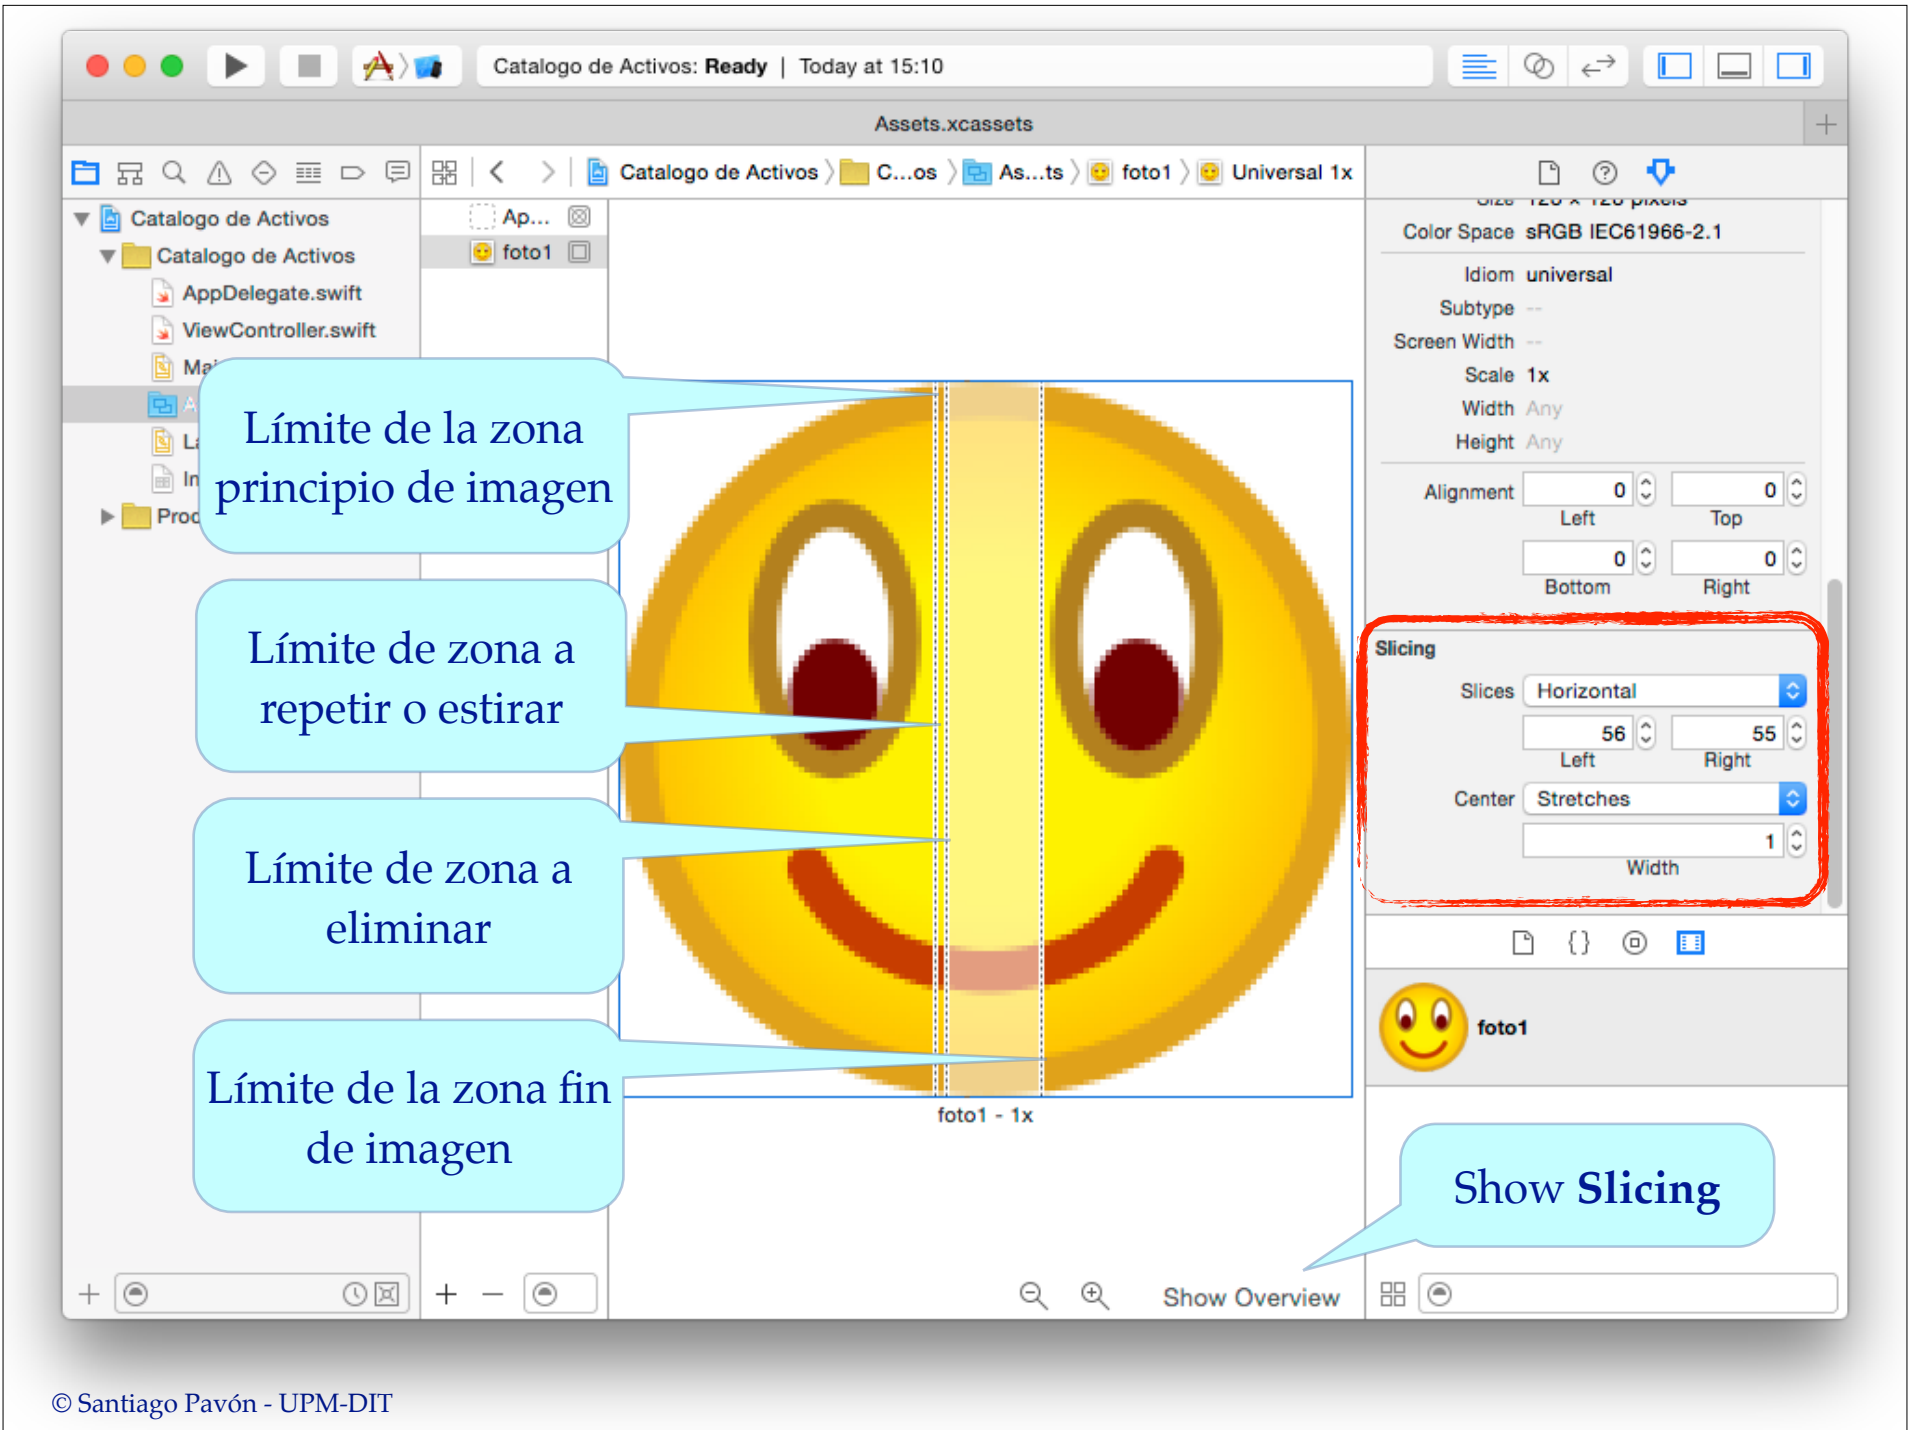 Catalogo de Activos: Ready | Today at 15:10
Assets.xcassets
Catalogo de Activos C...os As...ts foto1 Universal 1x
Catalogo de Activos
Catalogo de Activos
AppDelegate.swift
ViewController.swift
Ap...
foto1
Límite de la zona
principio de imagen
Límite de zona a
repetir o estirar
Límite de zona a
eliminar
Límite de la zona fin
de imagen
foto1 - 1x
Show Overview
Size 128 × 128 pixels
Color Space sRGB IEC61966-2.1
Idiom universal
Subtype --
Screen Width --
Scale 1x
Width Any
Height Any
Alignment 0 0
Left Top
0 0
Bottom Right
Slicing
Slices Horizontal
56 55
Left Right
Center Stretches
1
Width
{}
foto1
Show Slicing
© Santiago Pavón - UPM-DIT